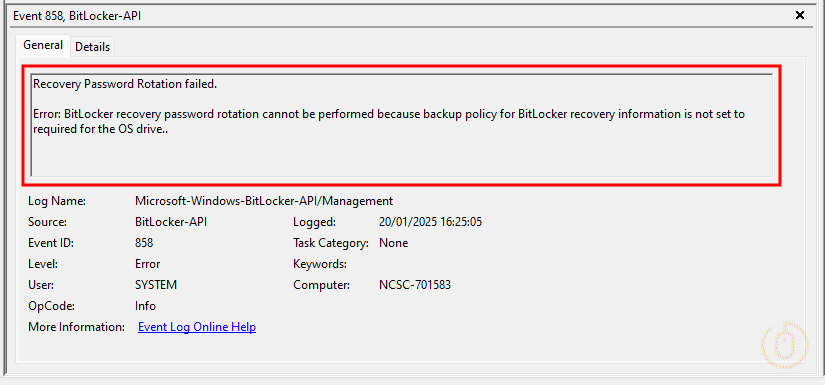 Event 858, BitLocker-API
General
Details
Recovery Password Rotation failed.
Error: BitLocker recovery password rotation cannot be performed because backup policy for BitLocker recovery information is not set to
required for the OS drive..
Log Name: Microsoft-Windows-BitLocker-API/Management
Source: BitLocker-API Logged: 20/01/2025 16:25:05
Event ID: 858 Task Category: None
Level: Error Keywords:
User: SYSTEM Computer: NCSC-701583
OpCode: Info
More Information: Event Log Online Help